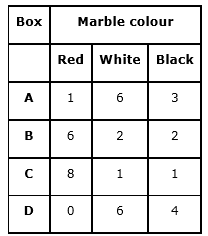 Box Marble colour
Red White Black
A 1 6 3
B 6 2 2
C 8 1 1
D 0 6 4